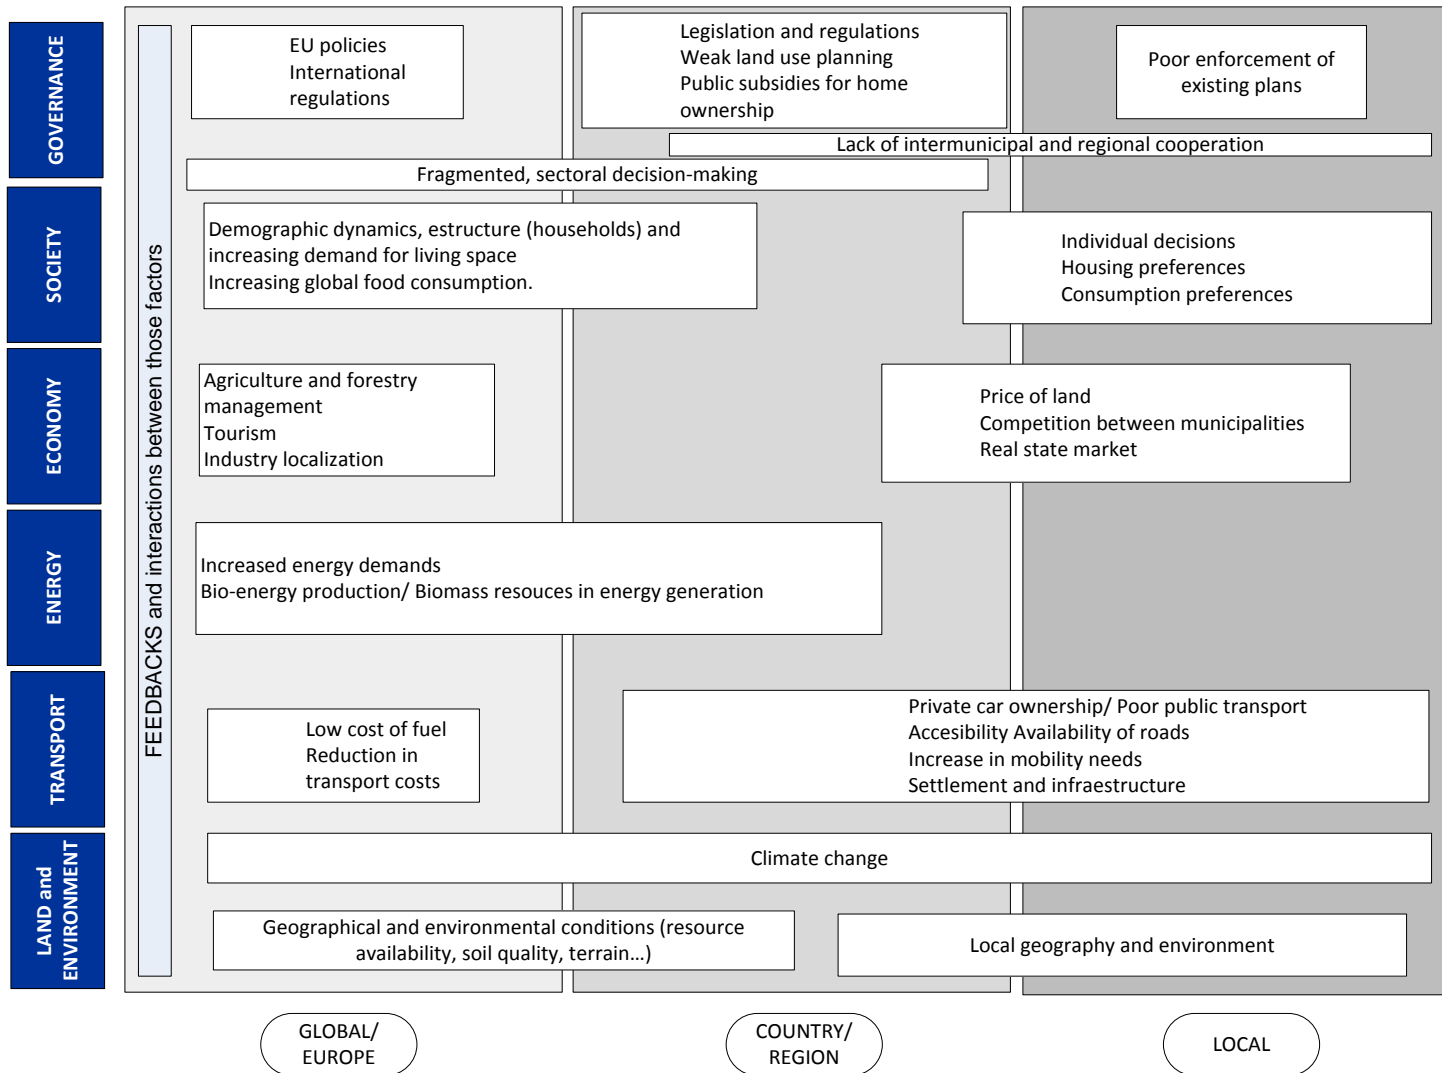 GOVERNANCE
EU policies
International
regulations
Legislation and regulations
Weak land use planning
Public subsidies for home
ownership
Poor enforcement of
existing plans
Lack of intermunicipal and regional cooperation
Fragmented, sectoral decision-making
FEEDBACKS and interactions between those factors
SOCIETY
Demographic dynamics, estructure (households) and
increasing demand for living space
Increasing global food consumption.
Individual decisions
Housing preferences
Consumption preferences
ECONOMY
Agriculture and forestry
management
Tourism
Industry localization
Price of land
Competition between municipalities
Real state market
ENERGY
Increased energy demands
Bio-energy production/ Biomass resouces in energy generation
TRANSPORT
Low cost of fuel
Reduction in
transport costs
Private car ownership/ Poor public transport
Accesibility Availability of roads
Increase in mobility needs
Settlement and infraestructure
LAND and
ENVIRONMENT
Climate change
Geographical and environmental conditions (resource
availability, soil quality, terrain…)
Local geography and environment
GLOBAL/
EUROPE
COUNTRY/
REGION
LOCAL